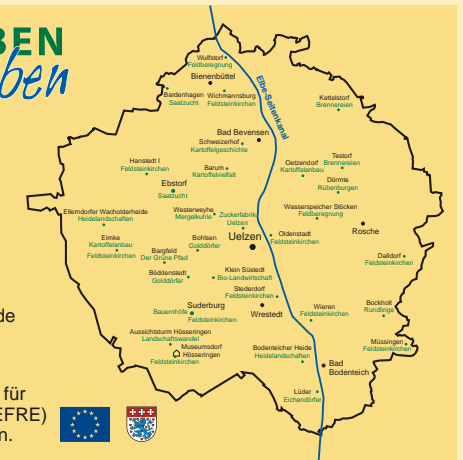 BEN
ben
Wulfstorf
Feldberegnung
Bienenbüttel
Bardenhagen
Saatzucht
Wichmannsburg
Feldsteinkirchen
Elbe-Seitenkanal
Kettelstorf
Brennereien
Bad Bevensen
Schweizerhof
Kartoffelgeschichte
Hanstedt I
Feldsteinkirchen
Barum
Kartoffelvielfalt
Oetzendorf
Kartoffelanbau
Testorf
Brennereien
Ebstorf
Saatzucht
Dörmte
Rübenburgen
Ellerndorfer Wacholderheide
Heidelandschaften
Westerweyhe
Mergelkuhle
Zuckerfabrik
Uelzen
Wasserspeicher Stöcken
Feldberegnung
Rosche
Eimke
Kartoffelanbau
Feldsteinkirchen
Bohlsen
Golddörfer
Uelzen
Oldenstadt
Feldsteinkirchen
Bargfeld
Der Grüne Pfad
Dalldorf
Feldsteinkirchen
Böddenstedt
Golddörfer
Klein Süstedt
Bio-Landwirtschaft
Stederdorf
Feldsteinkirchen
Suderburg
Bauernhöfe
Feldsteinkirchen
Wrestedt
Wieren
Feldsteinkirchen
Bockholt
Rundlinge
Aussichtsturm Hösseringen
Landschaftswandel
Museumsdorf
Hösseringen
Feldsteinkirchen
Bodenteicher Heide
Heidelandschaften
Müssingen
Feldsteinkirchen
Bad
Bodenteich
Lüder
Eichendörfer
de
für
EFRE)
n.